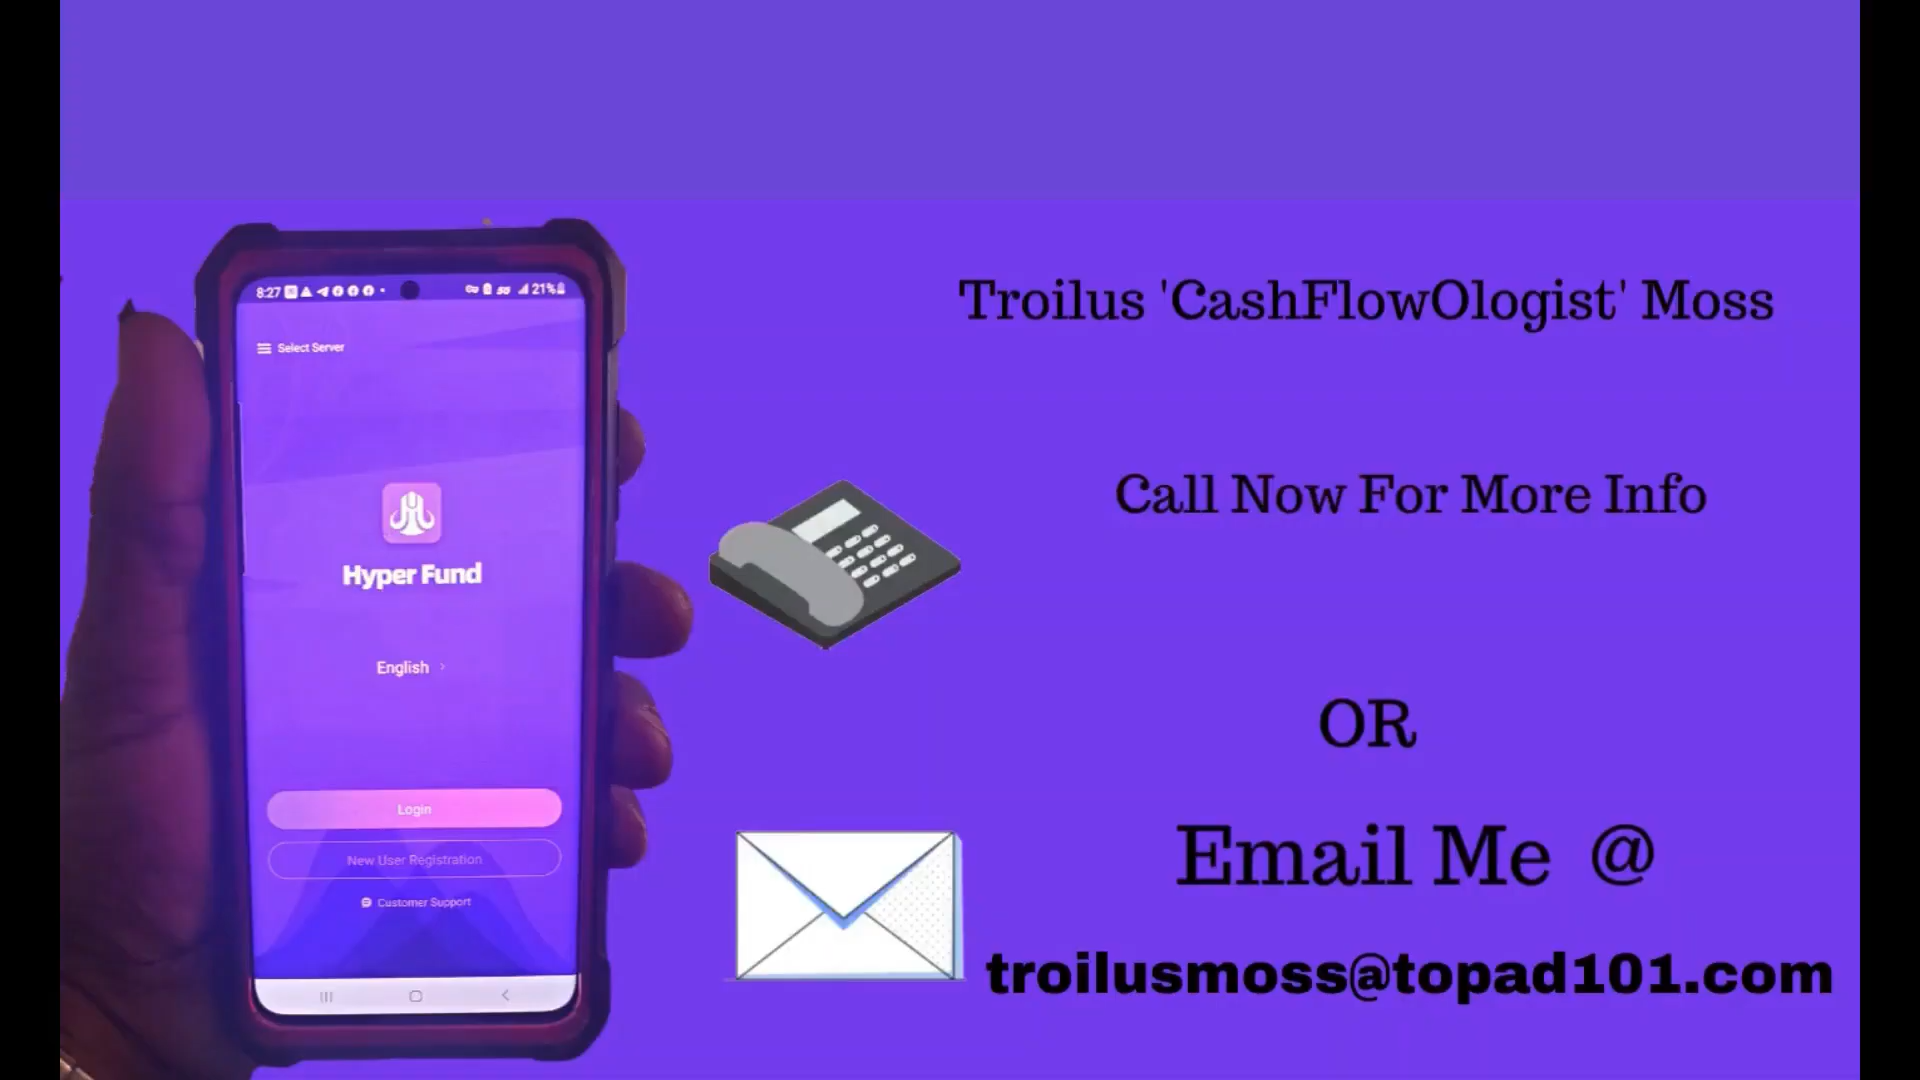 8:27
21%
Select Server
Hyper Fund
English
Login
New User Registration
Customer Support
Troilus 'CashFlowOlogist' Moss
Call Now For More Info
OR
Email Me @
troilusmoss@topad101.com